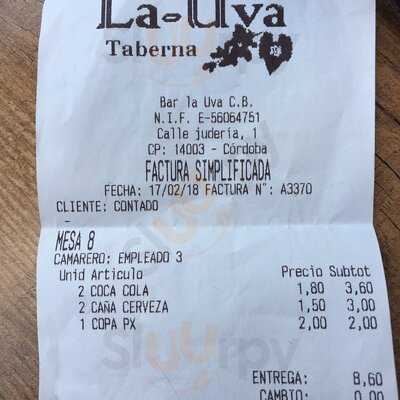 La-Uva
Taberna
Bar la Uva C.B.
N.I.F. E-56064751
Calle judería, 1
CP: 14003 - Córdoba
FACTURA SIMPLIFICADA
FECHA: 17/02/18 FACTURA Nº: A3370
CLIENTE: CONTADO
-
MESA 8
CAMARERO: EMPLEADO 3
Unid Articulo Precio Subtot
2 COCA COLA 1,80 3,60
2 CAÑA CERVEZA 1,50 3,00
1 COPA PX 2,00 2,00
Sluurpy
ENTREGA: 8,60
CAMBIO: 0,00